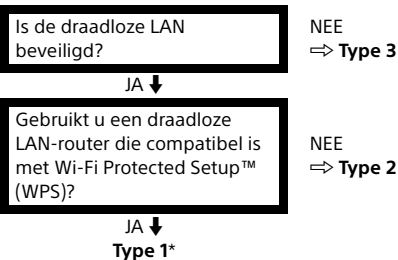 Is de draadloze LAN
beveiligd?
NEE
⇨ Type 3
JA ⬇
Gebruikt u een draadloze
LAN-router die compatibel is
met Wi-Fi Protected Setup™
(WPS)?
NEE
⇨ Type 2
JA ⬇
Type 1*